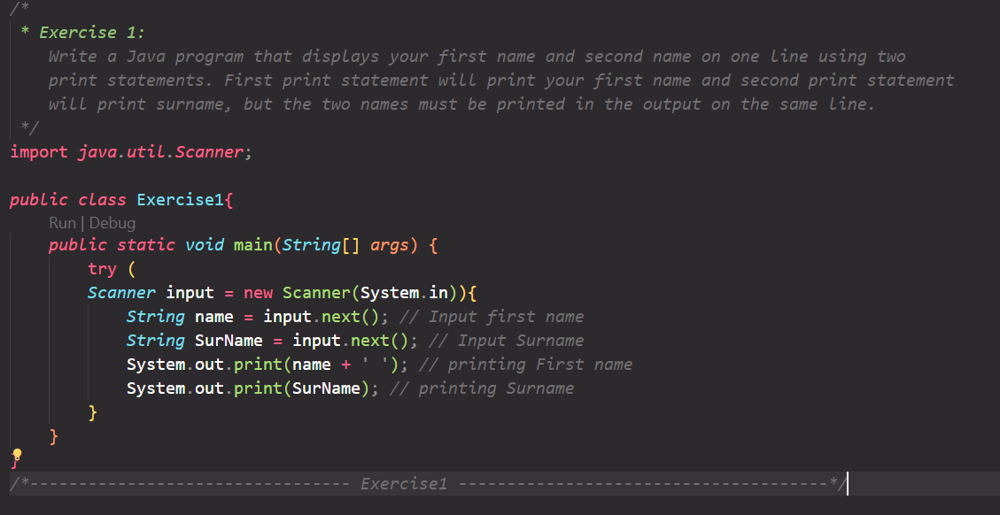 /*
 * Exercise 1:
    Write a Java program that displays your first name and second name on one line using two
    print statements. First print statement will print your first name and second print statement
    will print surname, but the two names must be printed in the output on the same line.
 */
import java.util.Scanner;
public class Exercise1{
    Run | Debug
    public static void main(String[] args) {
        try (
        Scanner input = new Scanner(System.in)){
            String name = input.next(); // Input first name
            String SurName = input.next(); // Input Surname
            System.out.print(name + ' '); // printing First name
            System.out.print(SurName); // printing Surname
        }
    }
}
/*--------------------------------- Exercise1 --------------------------------------*/